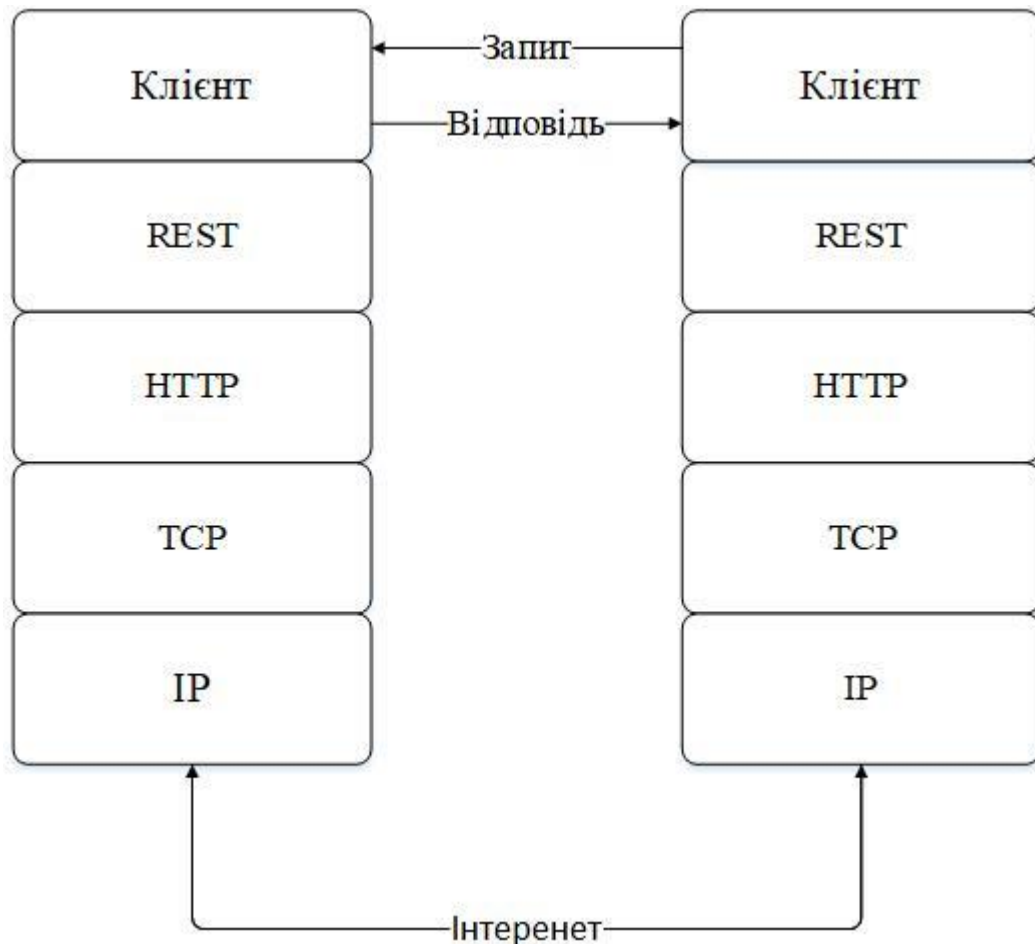 Запит
Клієнт
Клієнт
Відповідь
REST
REST
HTTP
HTTP
TCP
TCP
IP
IP
Інтеренет